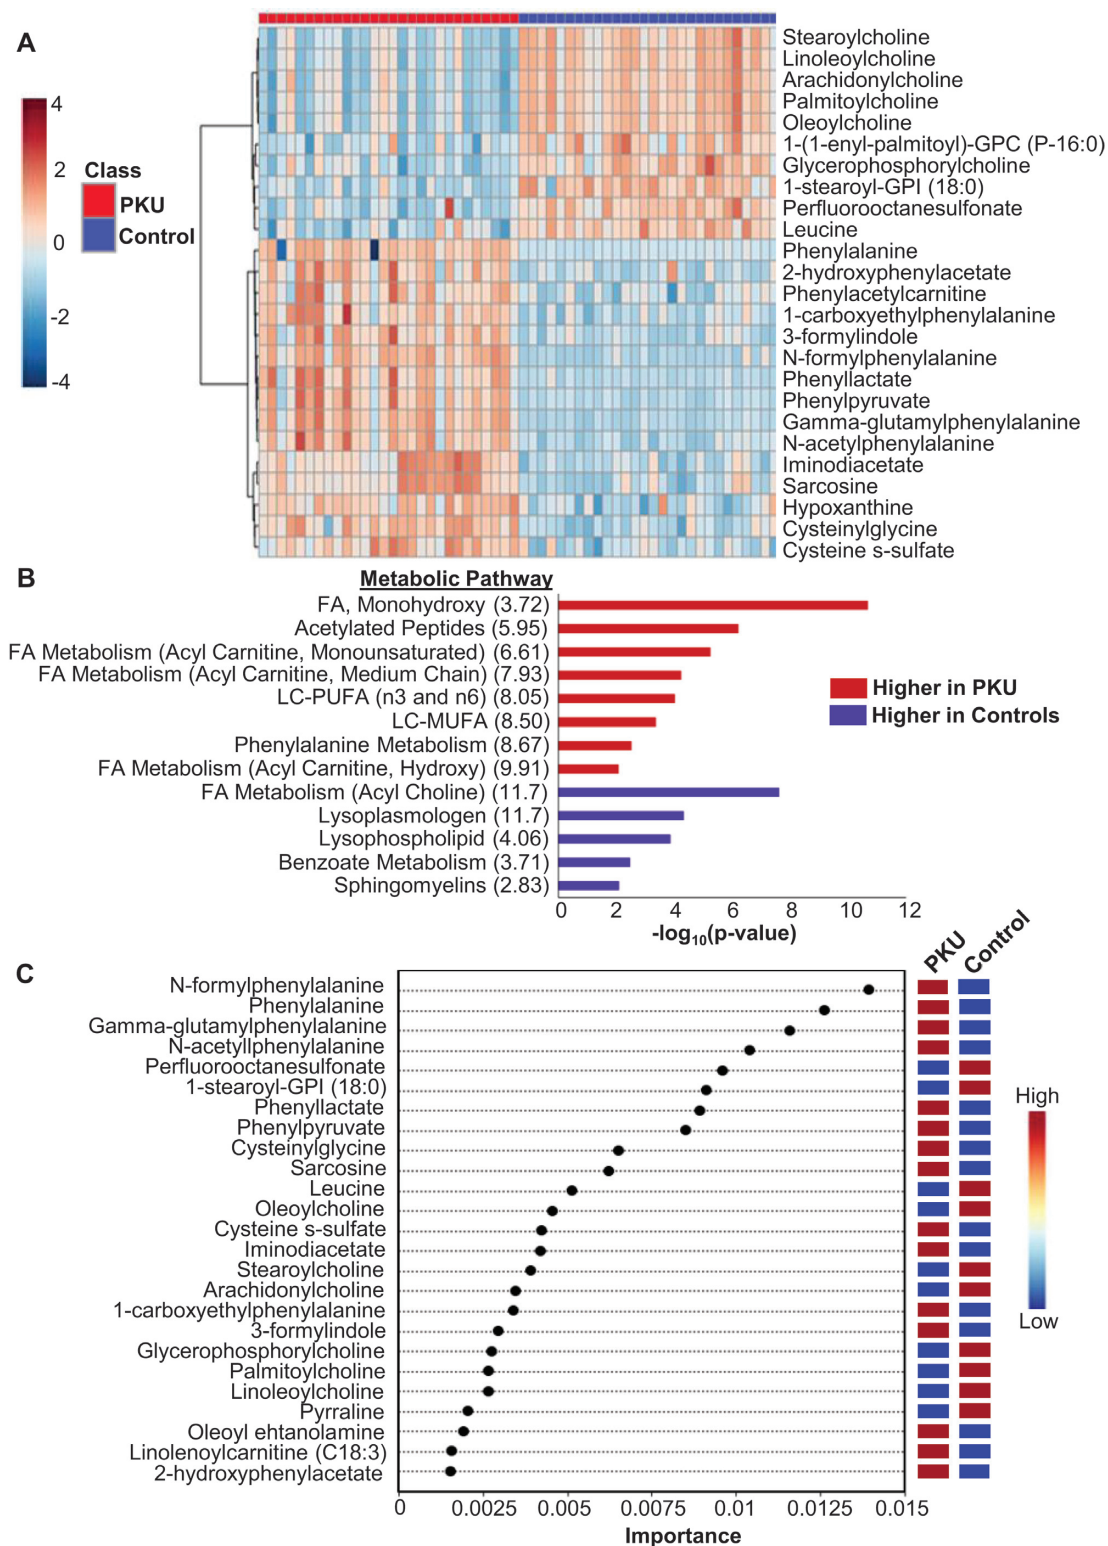 A
4
2
0
-2
-4
Class
PKU
Control
Stearoylcholine
Linoleoylcholine
Arachidonylcholine
Palmitoylcholine
Oleoylcholine
1-(1-enyl-palmitoyl)-GPC (P-16:0)
Glycerophosphorylcholine
1-stearoyl-GPI (18:0)
Perfluorooctanesulfonate
Leucine
Phenylalanine
2-hydroxyphenylacetate
Phenylacetylcarnitine
1-carboxyethylphenylalanine
3-formylindole
N-formylphenylalanine
Phenyllactate
Phenylpyruvate
Gamma-glutamylphenylalanine
N-acetylphenylalanine
Iminodiacetate
Sarcosine
Hypoxanthine
Cysteinylglycine
Cysteine s-sulfate
B
Metabolic Pathway
FA, Monohydroxy (3.72)
Acetylated Peptides (5.95)
FA Metabolism (Acyl Carnitine, Monounsaturated) (6.61)
FA Metabolism (Acyl Carnitine, Medium Chain) (7.93)
LC-PUFA (n3 and n6) (8.05)
LC-MUFA (8.50)
Phenylalanine Metabolism (8.67)
FA Metabolism (Acyl Carnitine, Hydroxy) (9.91)
FA Metabolism (Acyl Choline) (11.7)
Lysoplasmologen (11.7)
Lysophospholipid (4.06)
Benzoate Metabolism (3.71)
Sphingomyelins (2.83)
Higher in PKU
Higher in Controls
0 2 4 6 8 10 12
-log10(p-value)
C
PKU Control
N-formylphenylalanine
Phenylalanine
Gamma-glutamylphenylalanine
N-acetyllphenylalanine
Perfluorooctanesulfonate
1-stearoyl-GPI (18:0)
Phenyllactate
Phenylpyruvate
Cysteinylglycine
Sarcosine
Leucine
Oleoylcholine
Cysteine s-sulfate
Iminodiacetate
Stearoylcholine
Arachidonylcholine
1-carboxyethylphenylalanine
3-formylindole
Glycerophosphorylcholine
Palmitoylcholine
Linoleoylcholine
Pyrraline
Oleoyl ehtanolamine
Linolenoylcarnitine (C18:3)
2-hydroxyphenylacetate
High
Low
0 0.0025 0.005 0.0075 0.01 0.0125 0.015
Importance